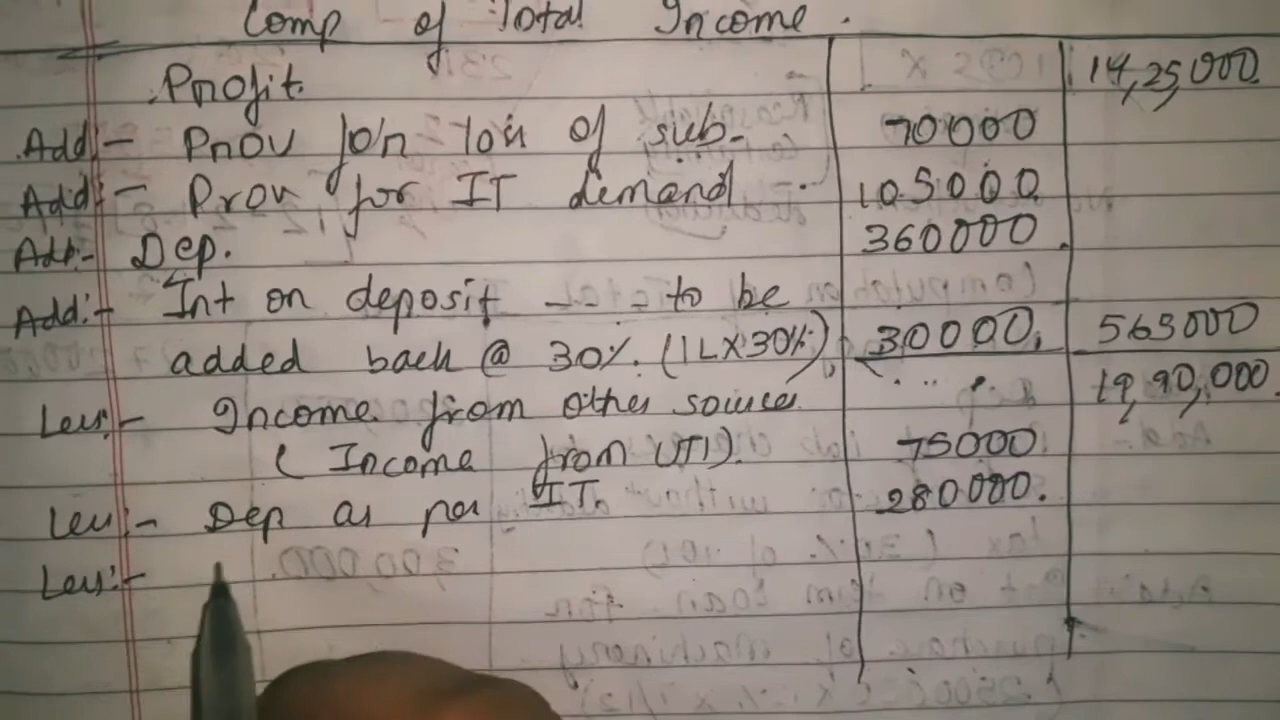 Comp of Total Income.
Profit. 14,25,000
Add:- Prov for loss of sub- 70000
Add:- Prov for IT demand 105000
Add:- Dep. 360000
Add:- Int on deposit to be
added back @ 30%. (1L X 30%) 30000 565000
19,90,000
Less:- Income from other source
(Income from UTI). 75000
Less:- Dep as per IT 280000.
Less:-